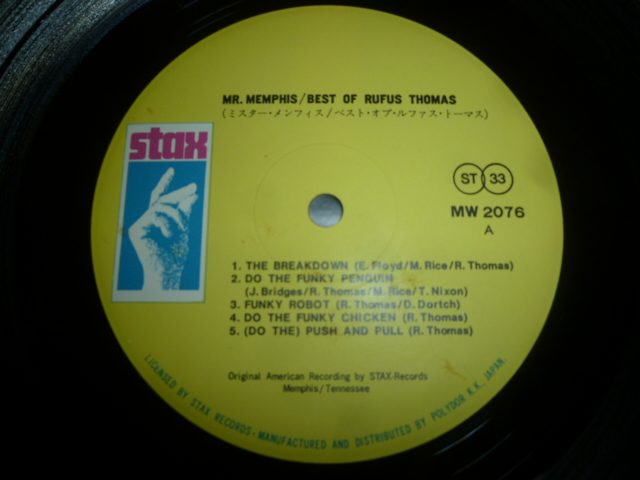 MR. MEMPHIS/BEST OF RUFUS THOMAS
(ミスター・メンフィス/ベスト・オブ・ルファス・トーマス)
stax
ST 33
MW 2076
A
1. THE BREAKDOWN (E. Floyd/M. Rice/R. Thomas)
2. DO THE FUNKY PENGUIN
(J. Bridges/R. Thomas/M. Rice/T. Nixon)
3. FUNKY ROBOT (R. Thomas/D. Dortch)
4. DO THE FUNKY CHICKEN (R. Thomas)
5. (DO THE) PUSH AND PULL (R. Thomas)
Original American Recording by STAX-Records
Memphis/Tennessee
LICENSED BY STAX RECORDS・MANUFACTURED AND DISTRIBUTED BY POLYDOR K.K., JAPAN.